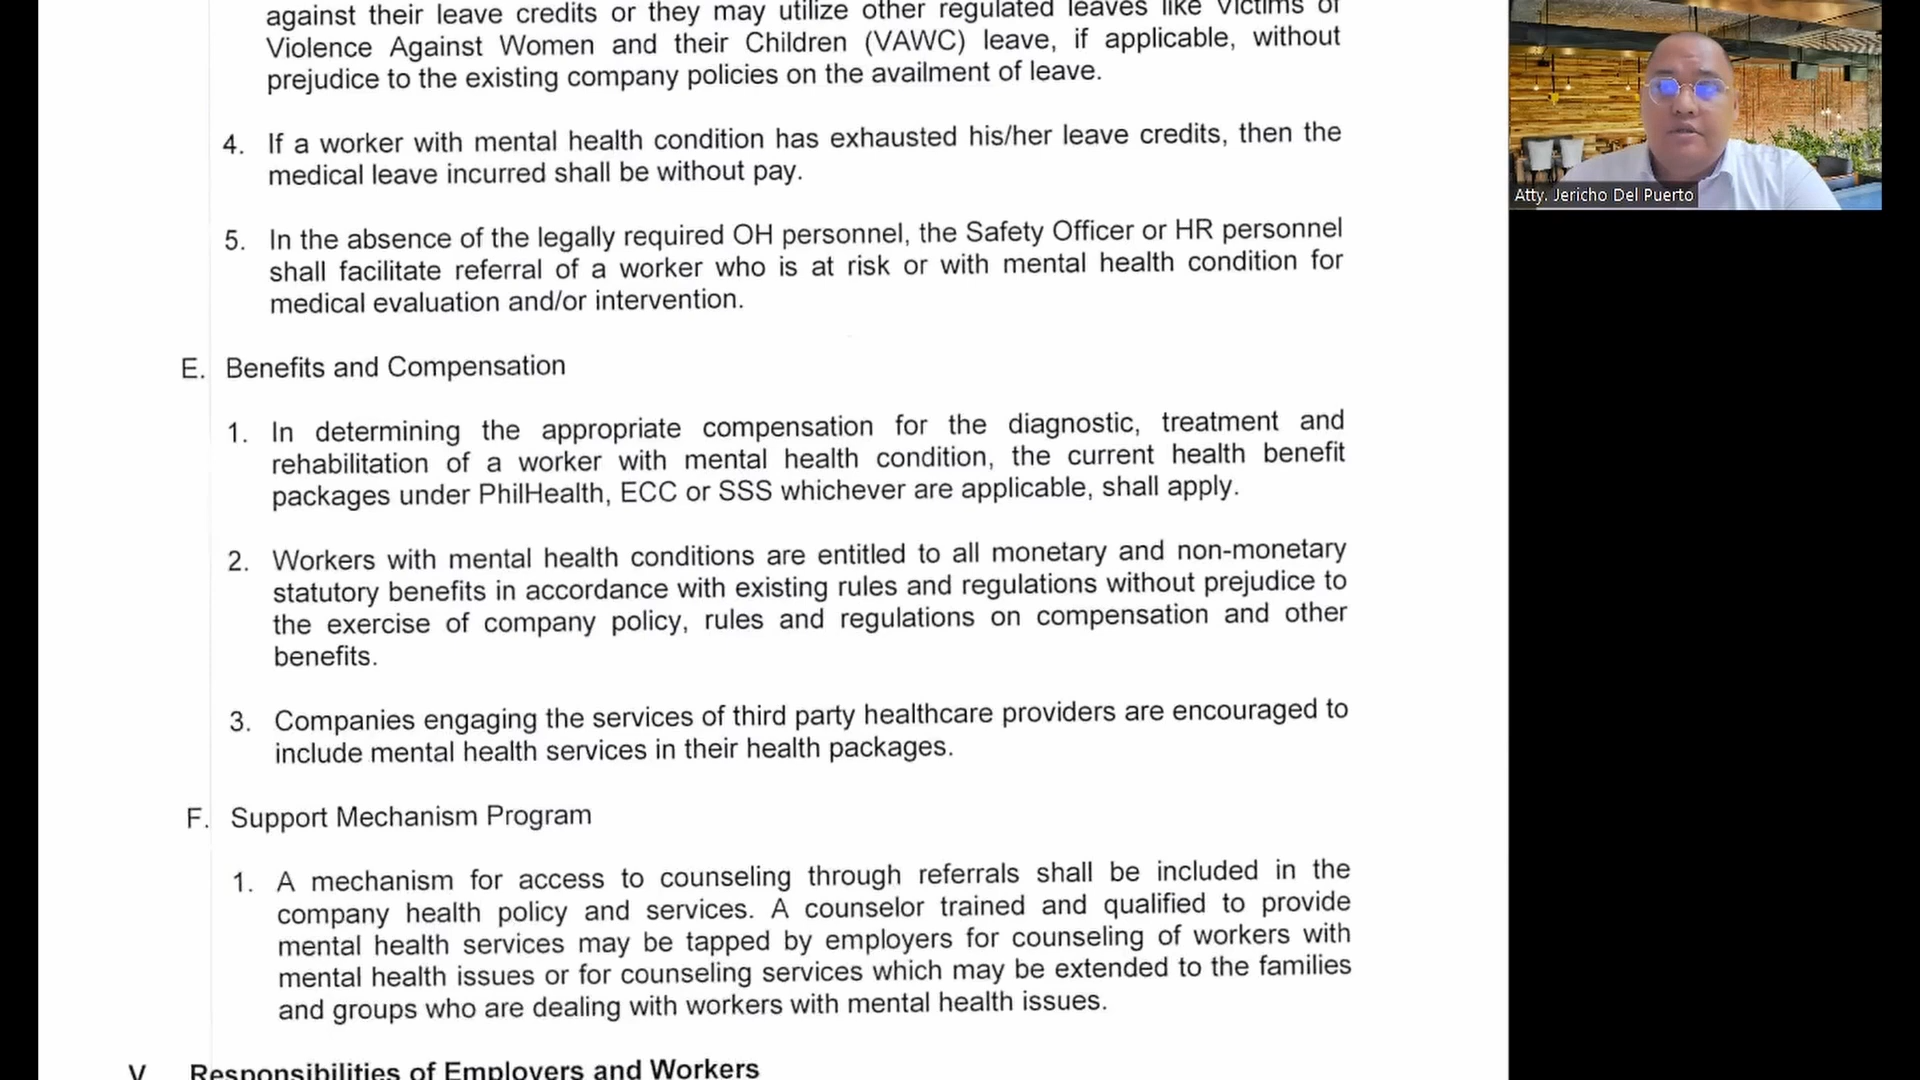 against their leave credits or they may utilize other regulated leaves like Victims of
Violence Against Women and their Children (VAWC) leave, if applicable, without
prejudice to the existing company policies on the availment of leave.
4. If a worker with mental health condition has exhausted his/her leave credits, then the
medical leave incurred shall be without pay.
5. In the absence of the legally required OH personnel, the Safety Officer or HR personnel
shall facilitate referral of a worker who is at risk or with mental health condition for
medical evaluation and/or intervention.
E. Benefits and Compensation
1. In determining the appropriate compensation for the diagnostic, treatment and
rehabilitation of a worker with mental health condition, the current health benefit
packages under PhilHealth, ECC or SSS whichever are applicable, shall apply.
2. Workers with mental health conditions are entitled to all monetary and non-monetary
statutory benefits in accordance with existing rules and regulations without prejudice to
the exercise of company policy, rules and regulations on compensation and other
benefits.
3. Companies engaging the services of third party healthcare providers are encouraged to
include mental health services in their health packages.
F. Support Mechanism Program
1. A mechanism for access to counseling through referrals shall be included in the
company health policy and services. A counselor trained and qualified to provide
mental health services may be tapped by employers for counseling of workers with
mental health issues or for counseling services which may be extended to the families
and groups who are dealing with workers with mental health issues.
V Responsibilities of Employers and Workers
Atty. Jericho Del Puerto